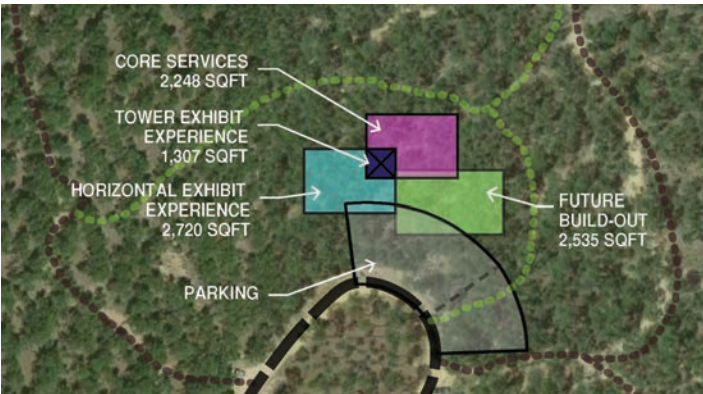 CORE SERVICES
2,248 SQFT
TOWER EXHIBIT
EXPERIENCE
1,307 SQFT
HORIZONTAL EXHIBIT
EXPERIENCE
2,720 SQFT
FUTURE
BUILD-OUT
2,535 SQFT
PARKING